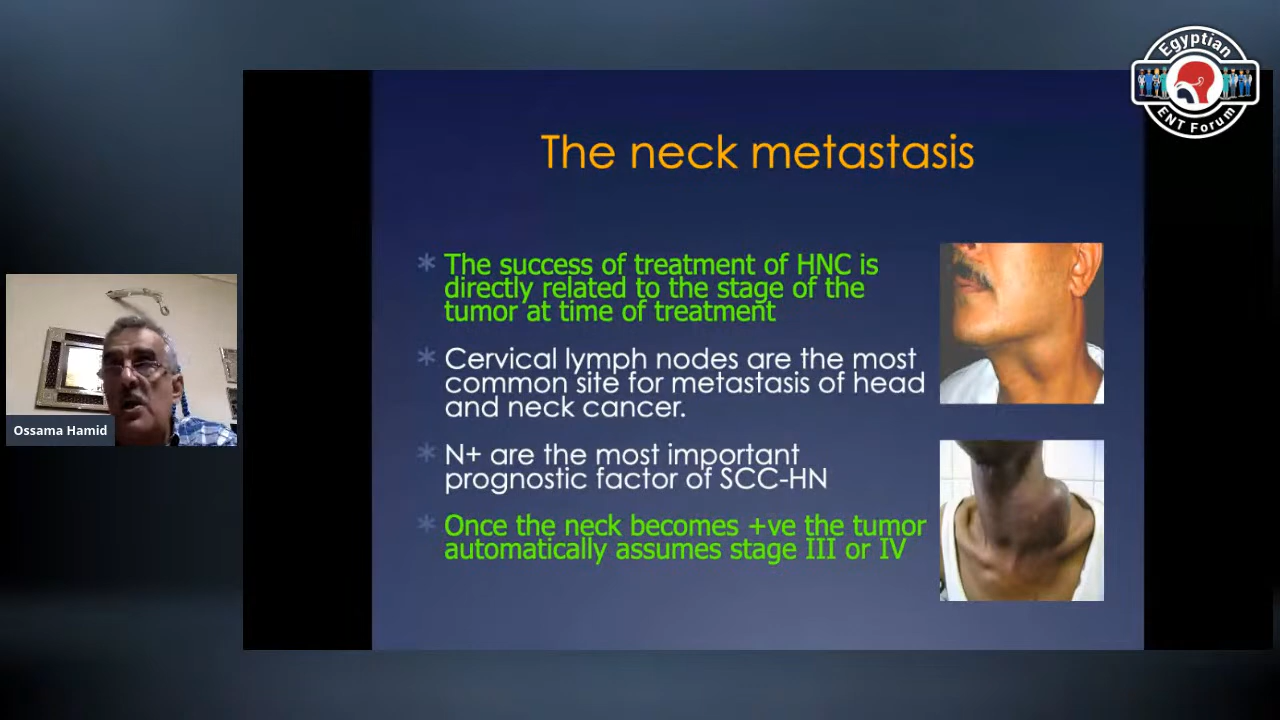 Egyptian
ENT Forum
The neck metastasis
* The success of treatment of HNC is
directly related to the stage of the
tumor at time of treatment
* Cervical lymph nodes are the most
common site for metastasis of head
and neck cancer.
* N+ are the most important
prognostic factor of SCC-HN
* Once the neck becomes +ve the tumor
automatically assumes stage III or IV
Ossama Hamid